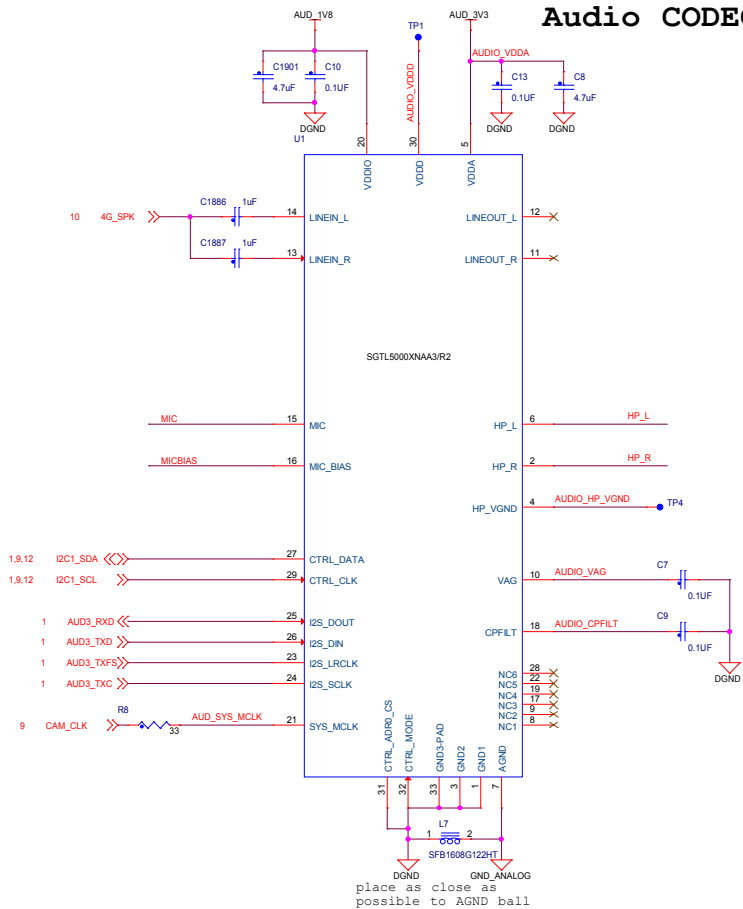 Audio CODEC
AUD_1V8
TP1
AUD_3V3
AUDIO_VDDA
C1901
4.7uF
C10
0.1UF
AUDIO_VDDD
C13
0.1UF
C8
4.7uF
DGND
DGND
DGND
U1
20
30
5
VDDIO
VDDD
VDDA
10 4G_SPK
C1886 1uF
14 LINEIN_L
LINEOUT_L 12
C1887 1uF
13 LINEIN_R
LINEOUT_R 11
SGTL5000XNAA3/R2
MIC
15 MIC
HP_L 6
HP_L
MICBIAS
16 MIC_BIAS
HP_R 2
HP_R
HP_VGND 4
AUDIO_HP_VGND
TP4
1,9,12 I2C1_SDA
27 CTRL_DATA
1,9,12 I2C1_SCL
29 CTRL_CLK
VAG 10
AUDIO_VAG
C7
0.1UF
1 AUD3_RXD
25 I2S_DOUT
1 AUD3_TXD
26 I2S_DIN
CPFILT 18
AUDIO_CPFILT
C9
0.1UF
1 AUD3_TXFS
23 I2S_LRCLK
1 AUD3_TXC
24 I2S_SCLK
NC6 28
NC5 22
NC4 19
NC3 17
NC2 9
NC1 8
DGND
9 CAM_CLK
R8
33
AUD_SYS_MCLK
21 SYS_MCLK
CTRL_ADR0_CS
CTRL_MODE
GND3-PAD
GND2
GND1
AGND
31
32
33
3
1
7
L7
1
2
SFB1608G122HT
DGND
GND_ANALOG
place as close as
possible to AGND ball